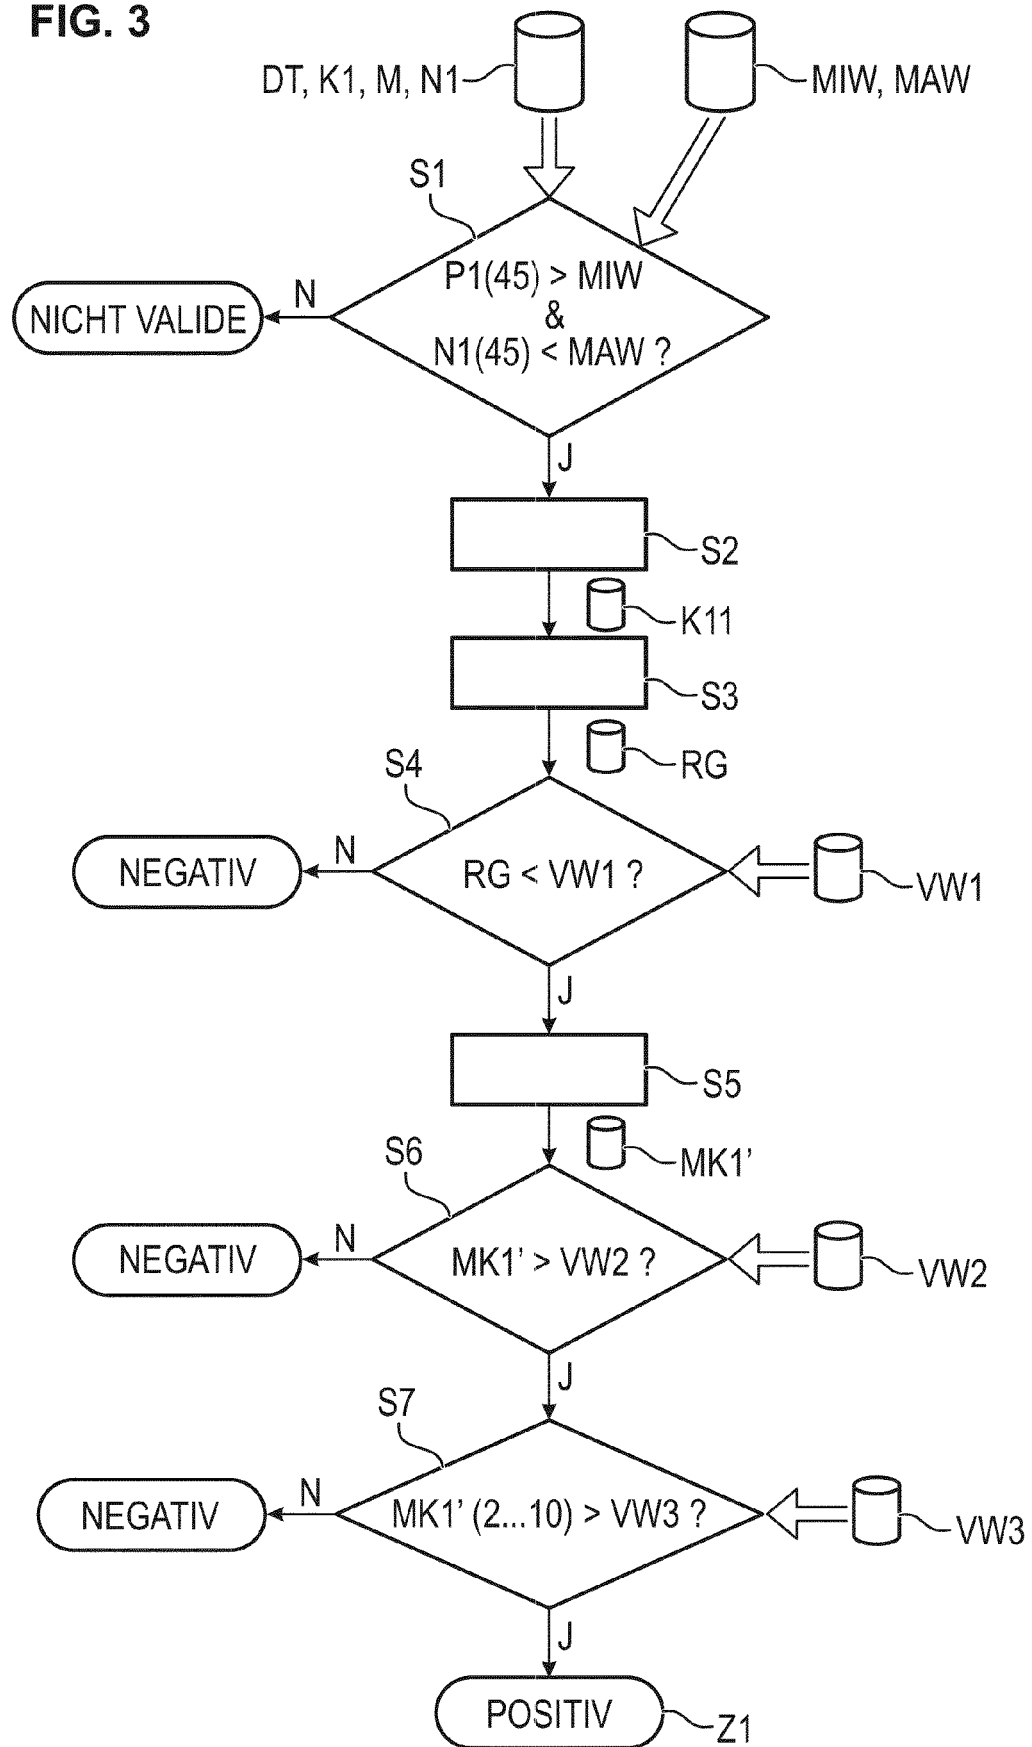 FIG. 3
DT, K1, M, N1
MIW, MAW
S1
P1(45) > MIW
&
N1(45) < MAW ?
N
NICHT VALIDE
J
S2
K11
S3
RG
S4
RG < VW1 ?
N
NEGATIV
VW1
J
S5
MK1’
S6
MK1’ > VW2 ?
N
NEGATIV
VW2
J
S7
MK1’ (2...10) > VW3 ?
N
NEGATIV
VW3
J
POSITIV
Z1